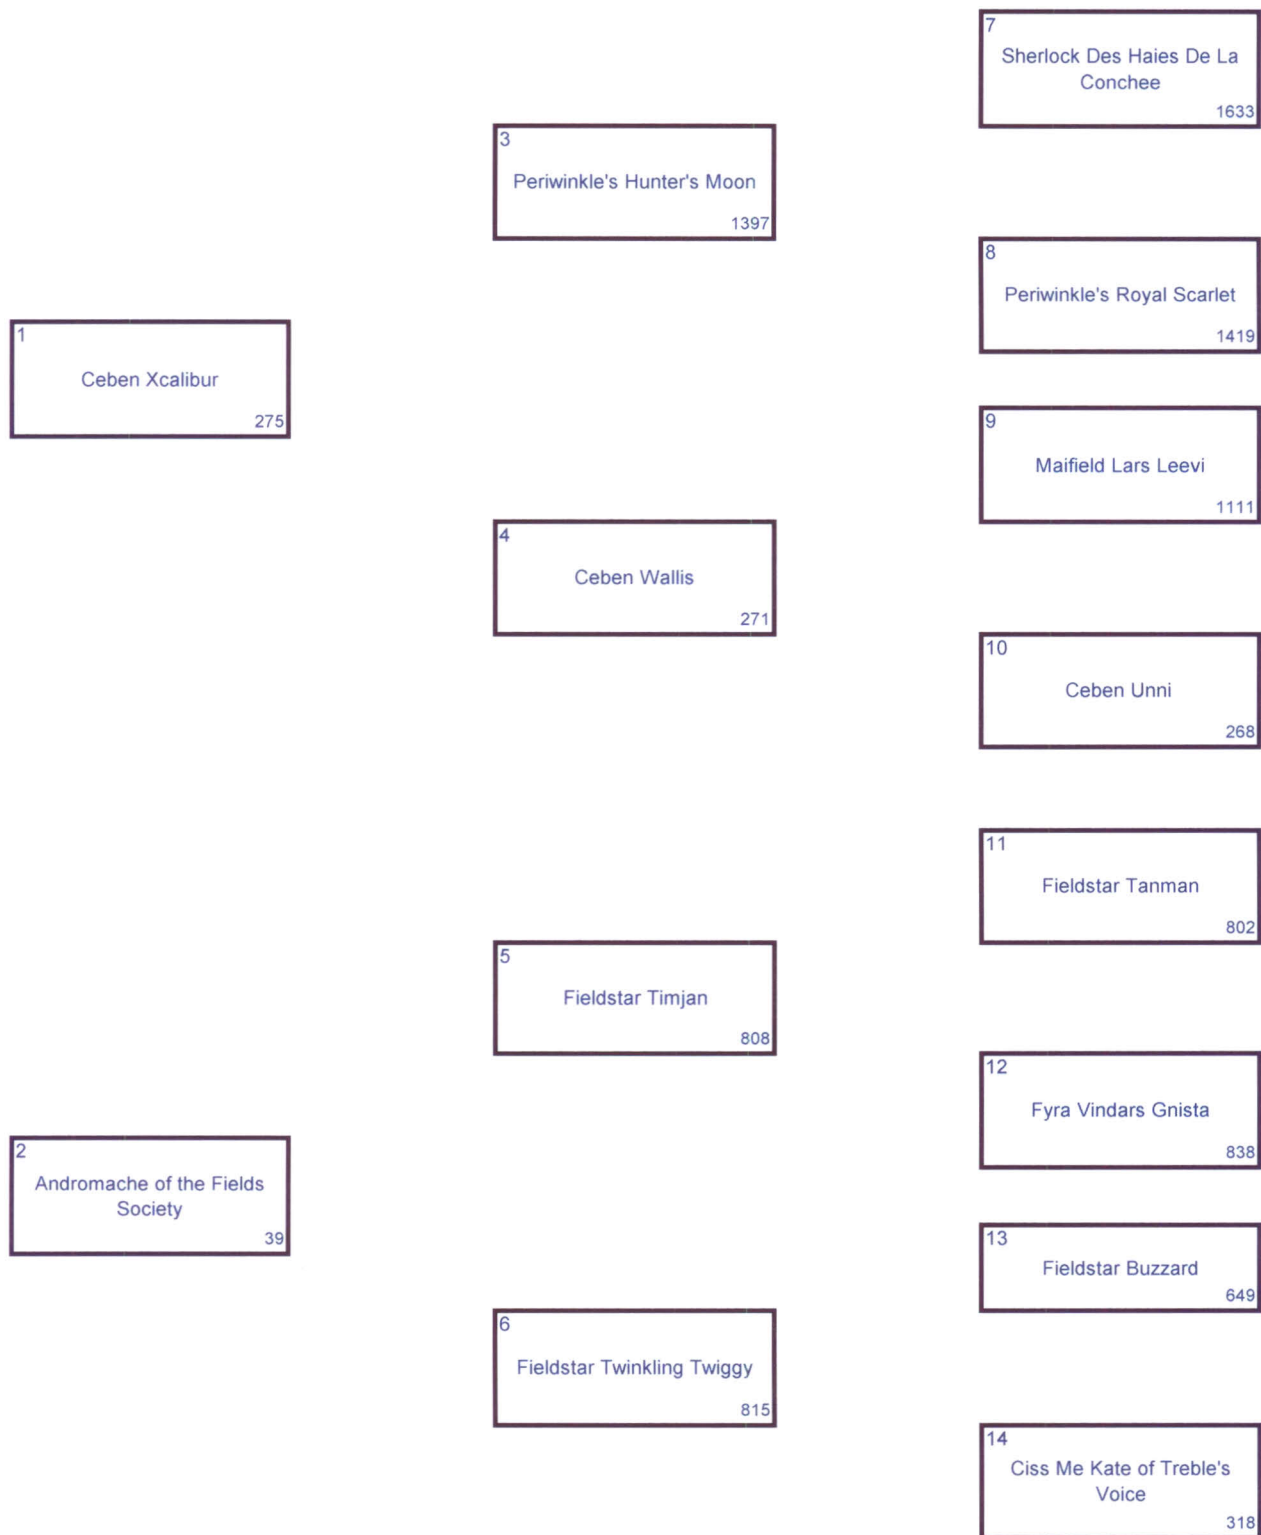 1
Ceben Xcalibur
275
2
Andromache of the Fields
Society
39
3
Periwinkle's Hunter's Moon
1397
4
Ceben Wallis
271
5
Fieldstar Timjan
808
6
Fieldstar Twinkling Twiggy
815
7
Sherlock Des Haies De La
Conchee
1633
8
Periwinkle's Royal Scarlet
1419
9
Maifield Lars Leevi
1111
10
Ceben Unni
268
11
Fieldstar Tanman
802
12
Fyra Vindars Gnista
838
13
Fieldstar Buzzard
649
14
Ciss Me Kate of Treble's
Voice
318